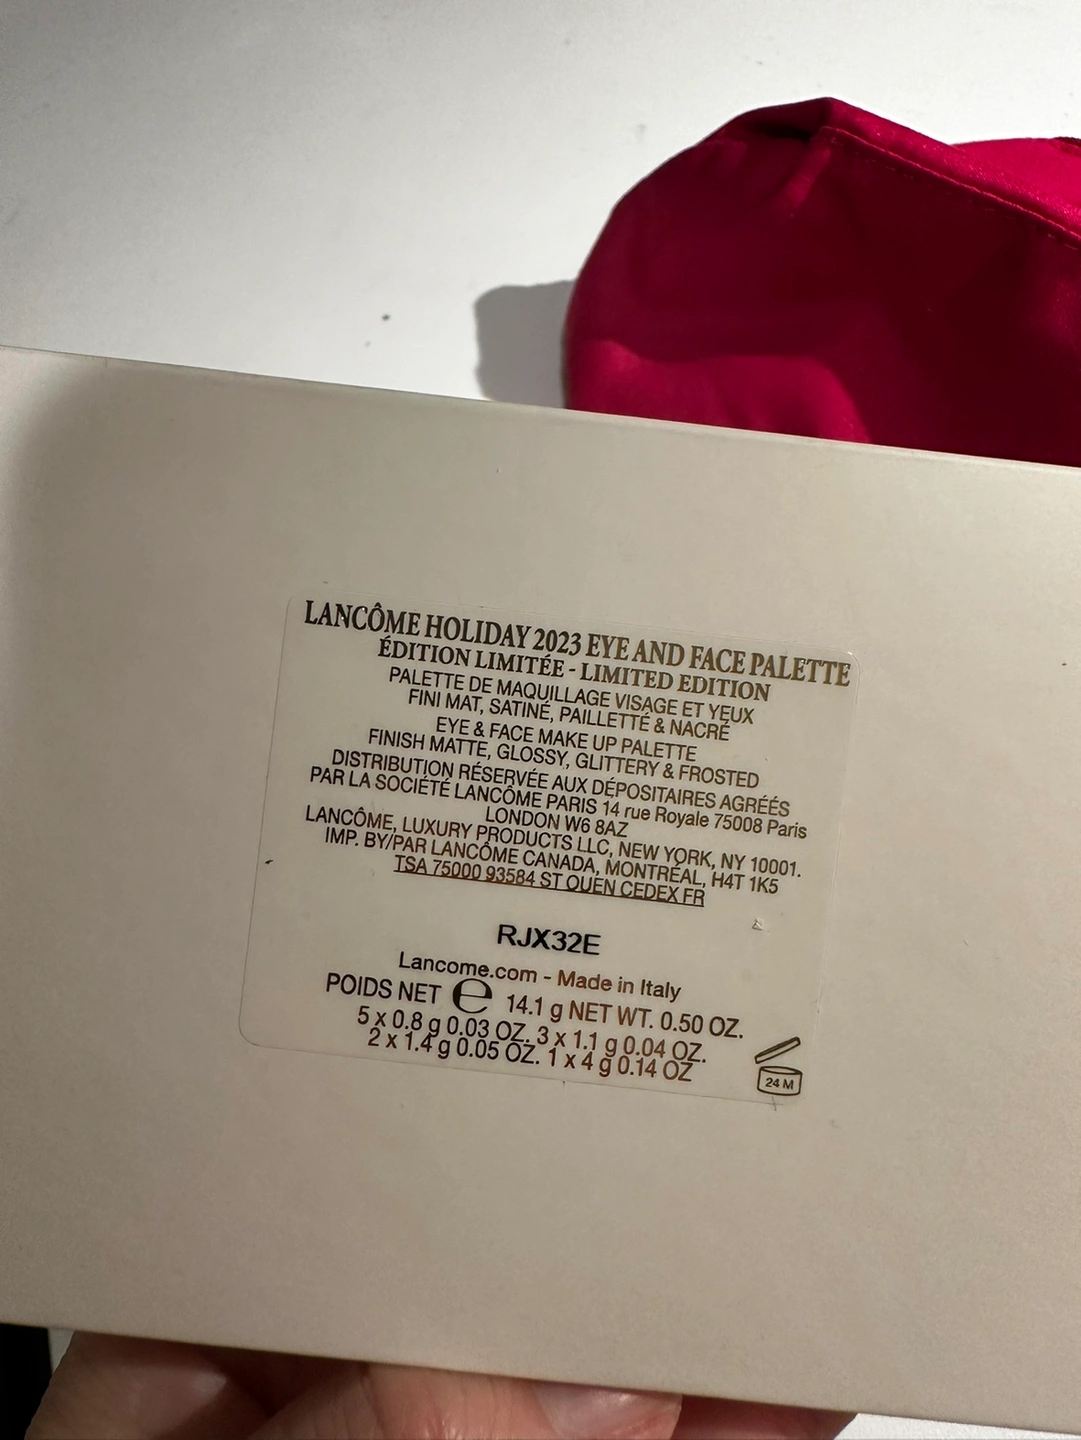 LANCÔME HOLIDAY 2023 EYE AND FACE PALETTE
ÉDITION LIMITÉE - LIMITED EDITION
PALETTE DE MAQUILLAGE VISAGE ET YEUX
FINI MAT, SATINÉ, PAILLETTÉ & NACRÉ
EYE & FACE MAKE UP PALETTE
FINISH MATTE, GLOSSY, GLITTERY & FROSTED
DISTRIBUTION RÉSERVÉE AUX DÉPOSITAIRES AGRÉÉS
PAR LA SOCIÉTÉ LANCÔME PARIS 14 rue Royale 75008 Paris
LONDON W6 8AZ
LANCÔME, LUXURY PRODUCTS LLC, NEW YORK, NY 10001.
IMP. BY/PAR LANCÔME CANADA, MONTRÉAL, H4T 1K5
TSA 75000 93584 ST OUEN CEDEX FR
RJX32E
Lancome.com - Made in Italy
POIDS NET ℮ 14.1 g NET WT. 0.50 OZ.
5 x 0.8 g 0.03 OZ. 3 x 1.1 g 0.04 OZ.
2 x 1.4 g 0.05 OZ. 1 x 4 g 0.14 OZ
24 M